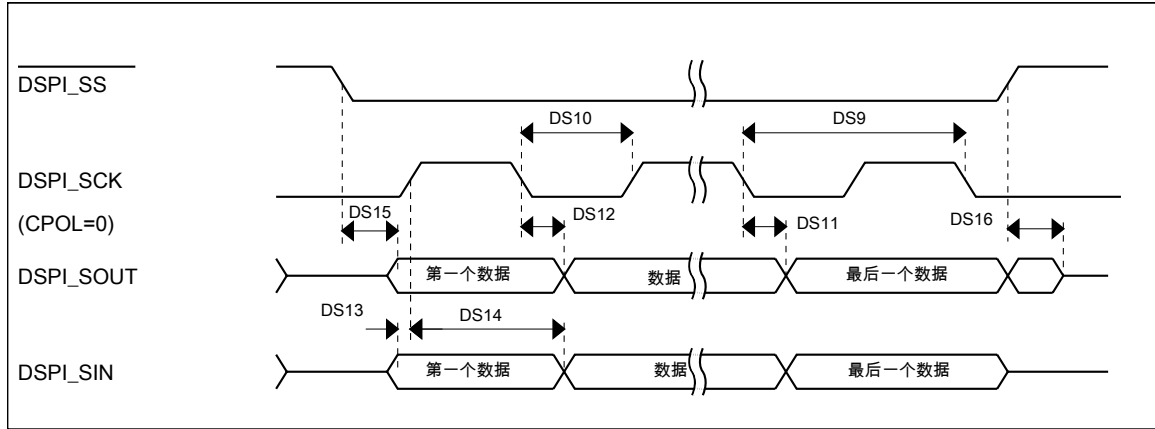 DSPI_SS
DS10
DS9
DSPI_SCK
(CPOL=0)
DS15
DS12
DS11
DS16
DSPI_SOUT
第一个数据
数据
最后一个数据
DS13
DS14
DSPI_SIN
第一个数据
数据
最后一个数据